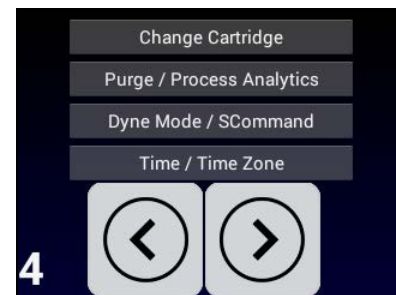 Change Cartridge
Purge / Process Analytics
Dyne Mode / SCommand
Time / Time Zone
4